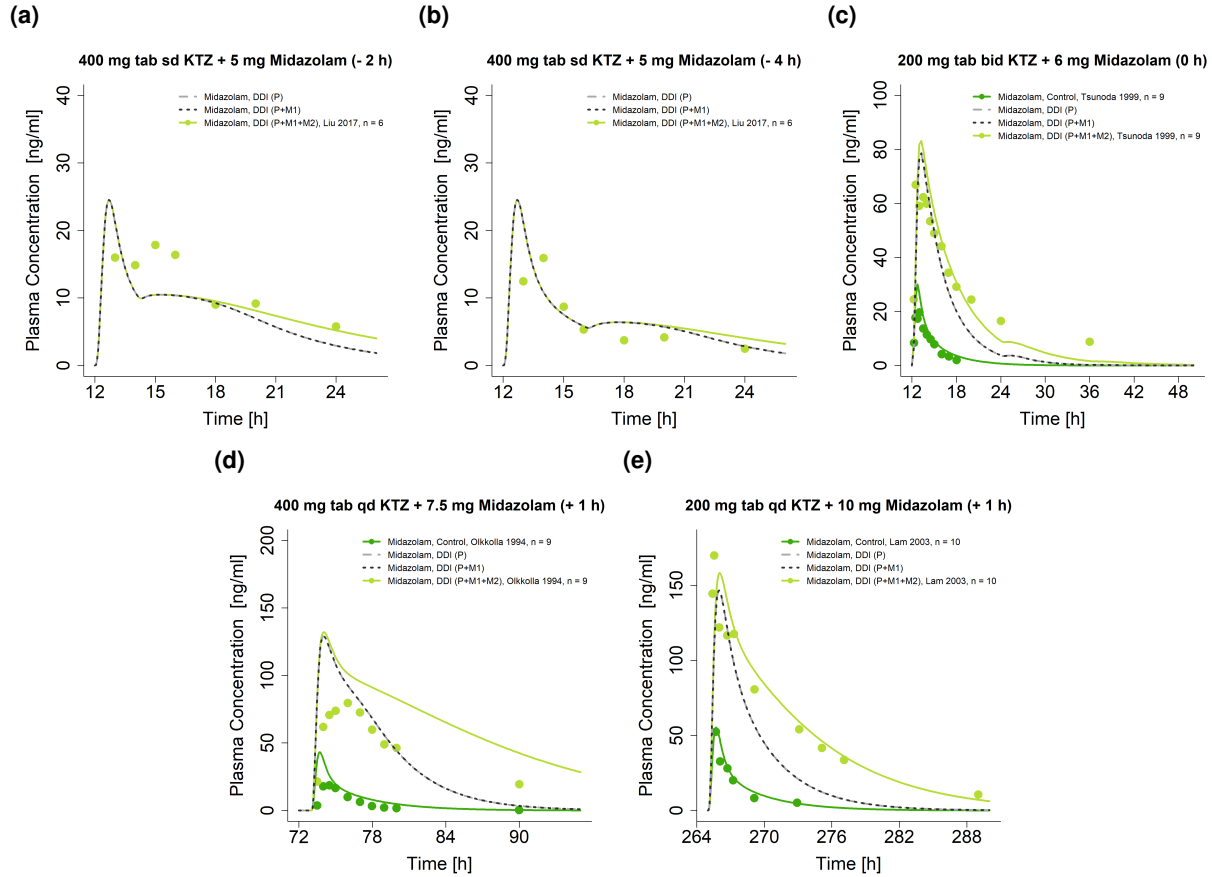 (a)
400 mg tab sd KTZ + 5 mg Midazolam (- 2 h)
Plasma Concentration [ng/ml]
0 10 20 30 40
Midazolam, DDI (P)
Midazolam, DDI (P+M1)
Midazolam, DDI (P+M1+M2), Liu 2017, n = 6
12 15 18 21 24
Time [h]
(b)
400 mg tab sd KTZ + 5 mg Midazolam (- 4 h)
Plasma Concentration [ng/ml]
0 10 20 30 40
Midazolam, DDI (P)
Midazolam, DDI (P+M1)
Midazolam, DDI (P+M1+M2), Liu 2017, n = 6
12 15 18 21 24
Time [h]
(c)
200 mg tab bid KTZ + 6 mg Midazolam (0 h)
Plasma Concentration [ng/ml]
0 20 40 60 80 100
Midazolam, Control, Tsunoda 1999, n = 9
Midazolam, DDI (P)
Midazolam, DDI (P+M1)
Midazolam, DDI (P+M1+M2), Tsunoda 1999, n = 9
12 18 24 30 36 42 48
Time [h]
(d)
400 mg tab qd KTZ + 7.5 mg Midazolam (+ 1 h)
Plasma Concentration [ng/ml]
0 50 100 150 200
Midazolam, Control, Olkkolla 1994, n = 9
Midazolam, DDI (P)
Midazolam, DDI (P+M1)
Midazolam, DDI (P+M1+M2), Olkkolla 1994, n = 9
72 78 84 90
Time [h]
(e)
200 mg tab qd KTZ + 10 mg Midazolam (+ 1 h)
Plasma Concentration [ng/ml]
0 50 100 150
Midazolam, Control, Lam 2003, n = 10
Midazolam, DDI (P)
Midazolam, DDI (P+M1)
Midazolam, DDI (P+M1+M2), Lam 2003, n = 10
264 270 276 282 288
Time [h]